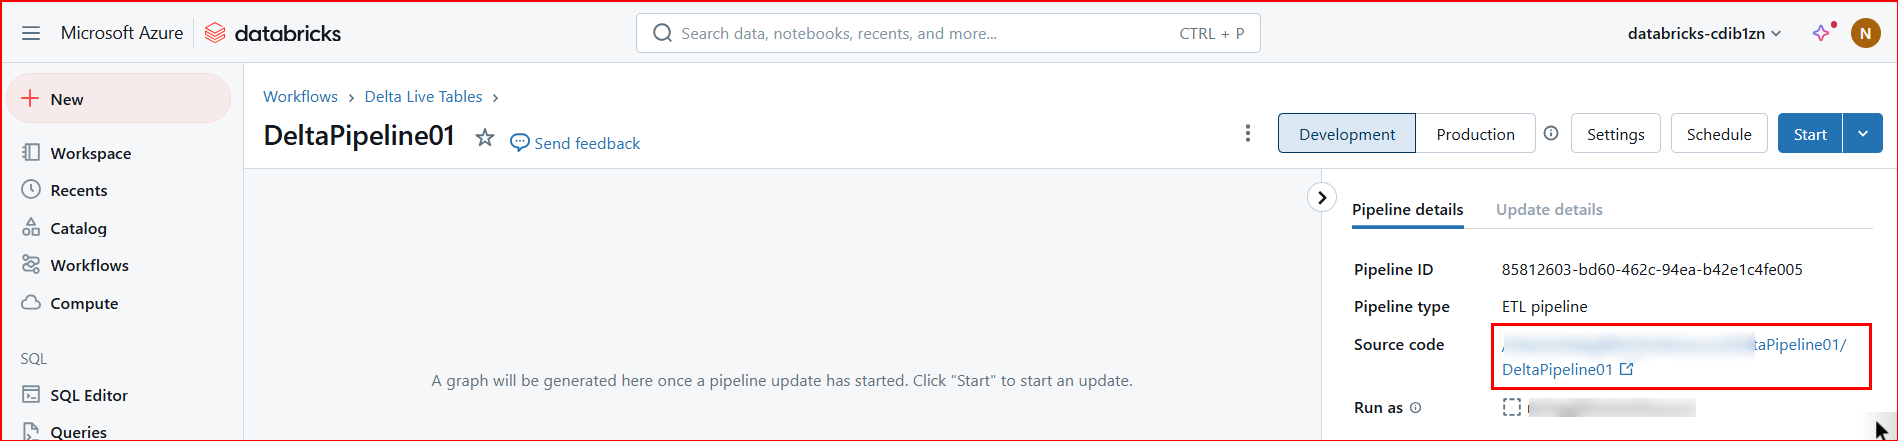 Microsoft Azure databricks
Search data, notebooks, recents, and more... CTRL + P
databricks-cdib1zn
N
New
Workspace
Recents
Catalog
Workflows
Compute
SQL
SQL Editor
Queries
Workflows > Delta Live Tables >
DeltaPipeline01
Send feedback
Development Production Settings Schedule Start
A graph will be generated here once a pipeline update has started. Click "Start" to start an update.
Pipeline details Update details
Pipeline ID 85812603-bd60-462c-94ea-b42e1c4fe005
Pipeline type ETL pipeline
Source code taPipeline01/
DeltaPipeline01
Run as